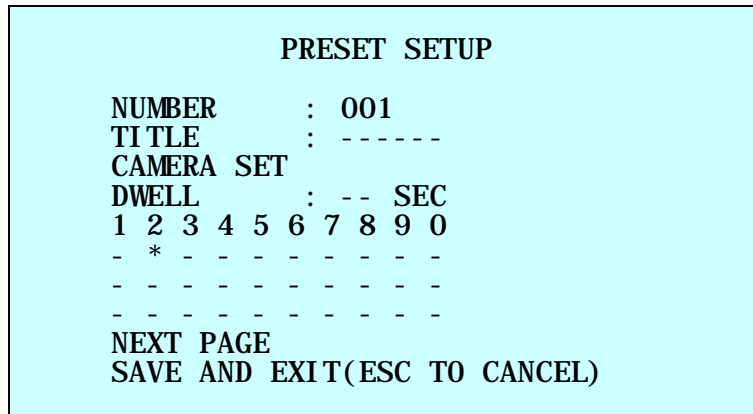 PRESET SETUP
NUMBER : 001
TITLE : ------
CAMERA SET
DWELL : -- SEC
1 2 3 4 5 6 7 8 9 0
- * - - - - - - - -
- - - - - - - - - -
- - - - - - - - - -
NEXT PAGE
SAVE AND EXIT(ESC TO CANCEL)